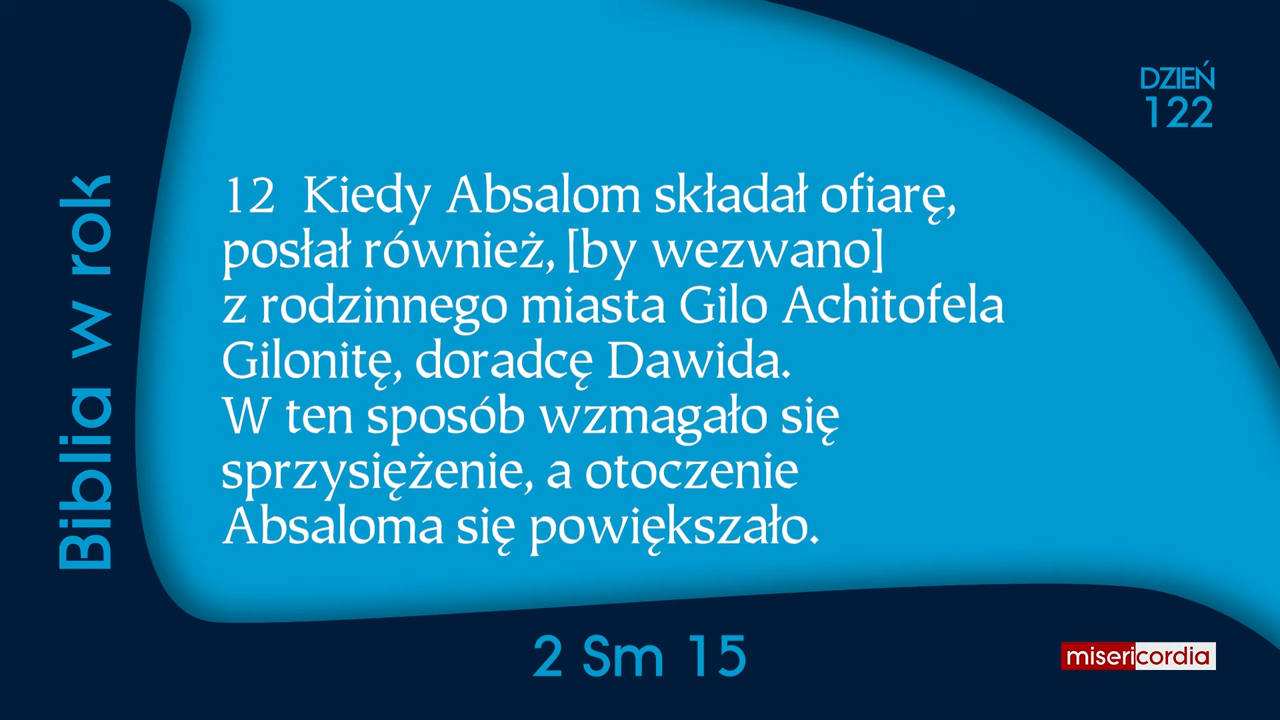 DZIEŃ
122
Biblia w rok
12 Kiedy Absalom składał ofiarę,
posłał również, [by wezwano]
z rodzinnego miasta Gilo Achitofela
Gilonitę, doradcę Dawida.
W ten sposób wzmagało się
sprzysiężenie, a otoczenie
Absaloma się powiększało.
2 Sm 15
misericordia